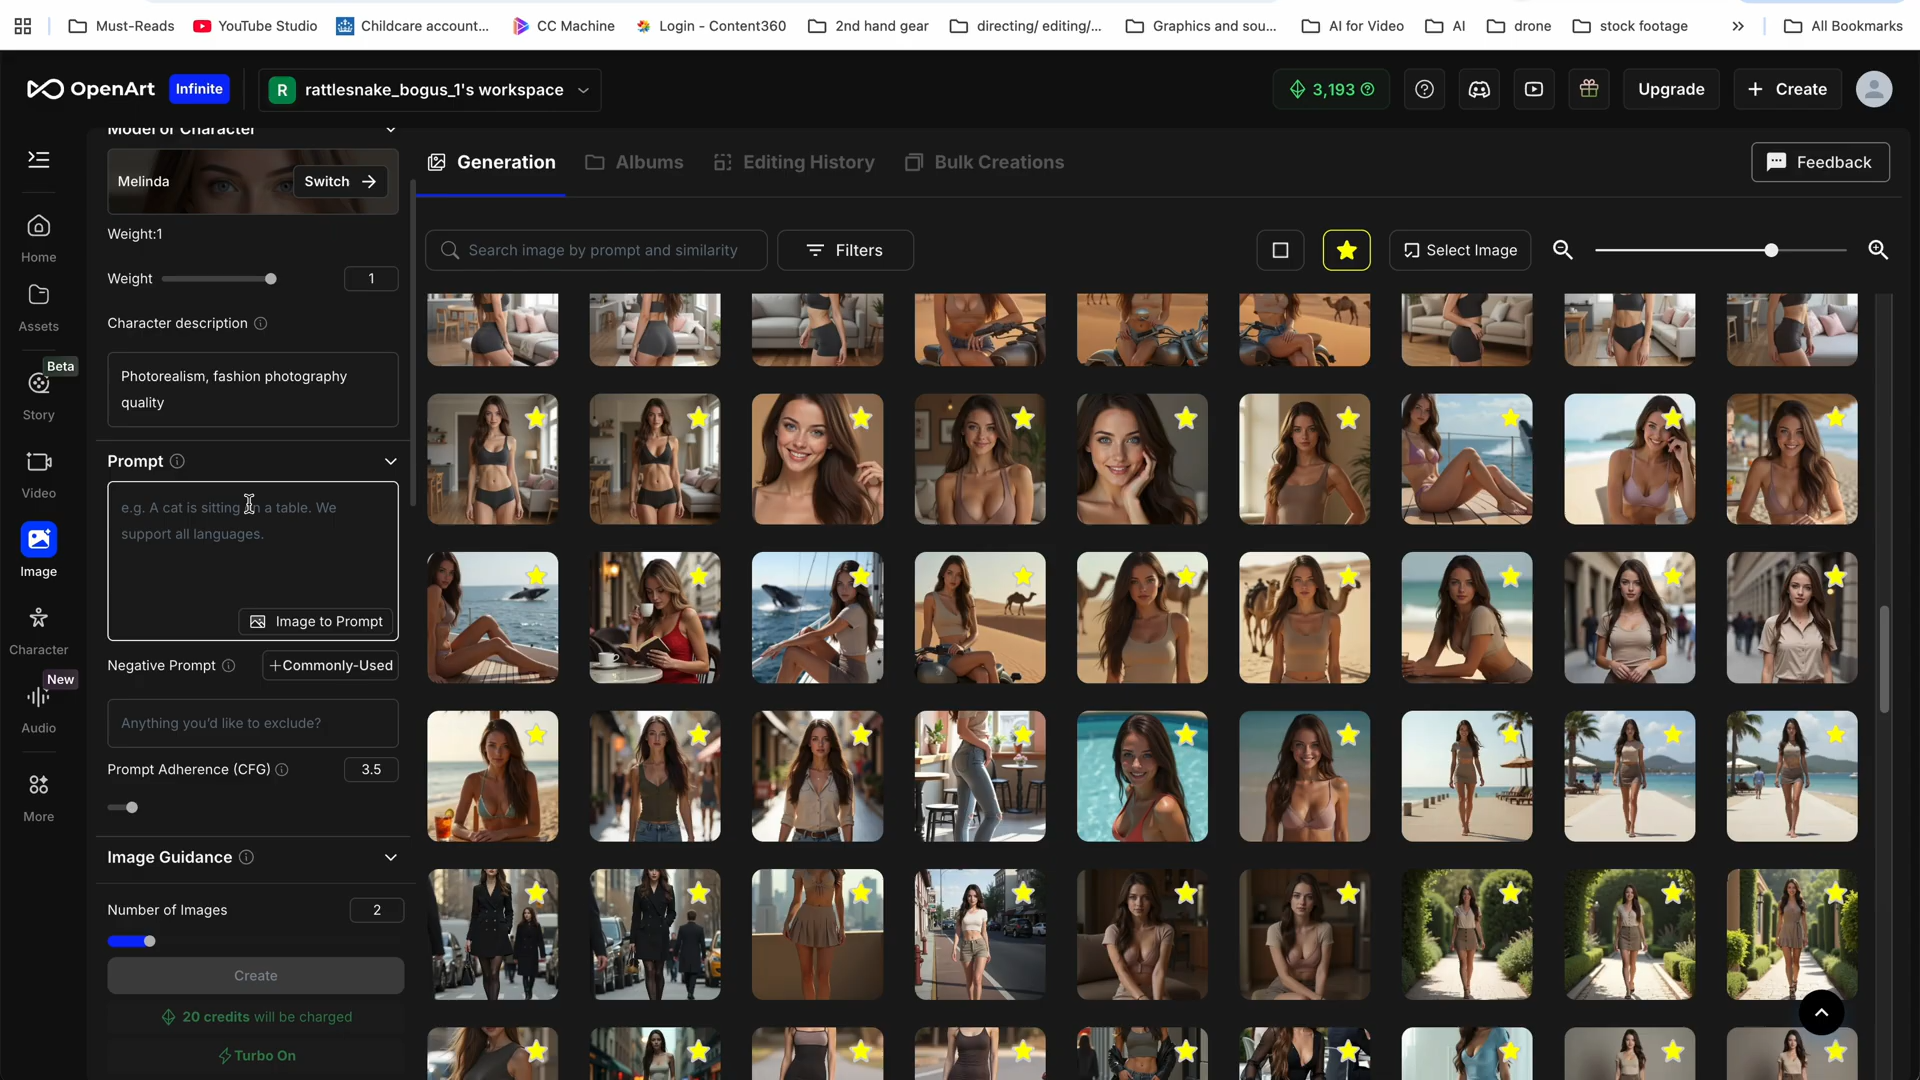 Must-Reads
YouTube Studio
Childcare account...
CC Machine
Login - Content360
2nd hand gear
directing/ editing/...
Graphics and sou...
AI for Video
AI
drone
stock footage
All Bookmarks
OpenArt
Infinite
R
rattlesnake_bogus_1's workspace
3,193
Upgrade
+ Create
Home
Assets
Beta
Story
Video
Image
Character
New
Audio
More
Model or Character
Melinda
Switch
Weight:1
Weight
1
Character description
Photorealism, fashion photography
quality
Prompt
e.g. A cat is sitting on a table. We
support all languages.
Image to Prompt
Negative Prompt
+Commonly-Used
Anything you'd like to exclude?
Prompt Adherence (CFG)
3.5
Image Guidance
Number of Images
2
Create
20 credits will be charged
Turbo On
Generation
Albums
Editing History
Bulk Creations
Feedback
Search image by prompt and similarity
Filters
Select Image